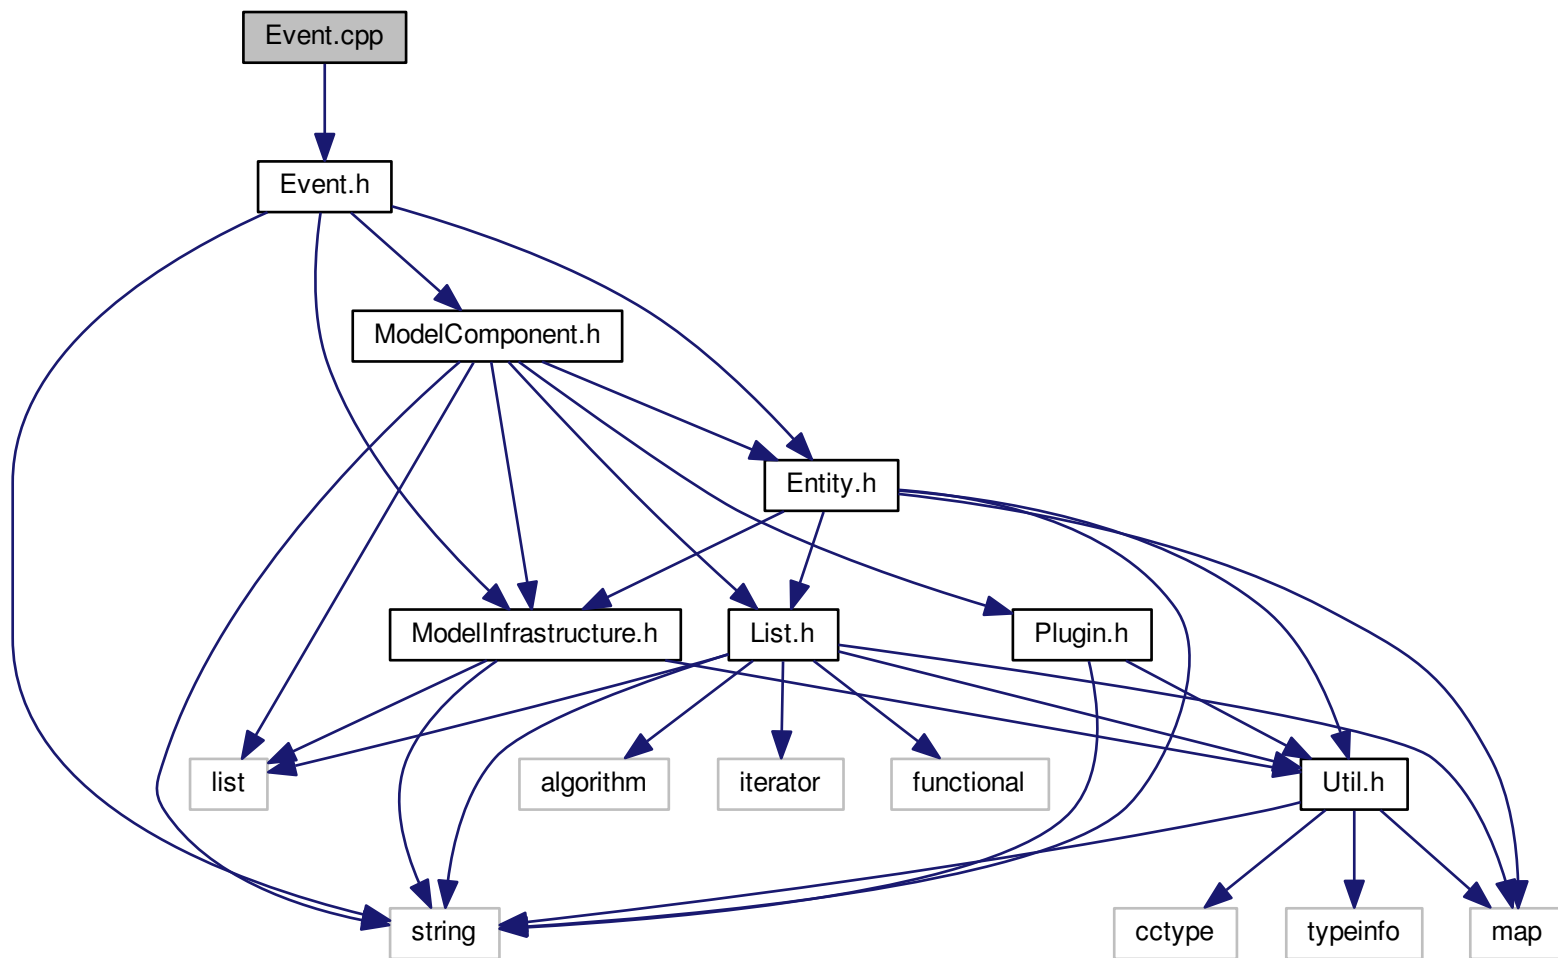 Event.cpp
Event.h
ModelComponent.h
Entity.h
ModelInfrastructure.h
List.h
Plugin.h
list
algorithm
iterator
functional
Util.h
string
cctype
typeinfo
map